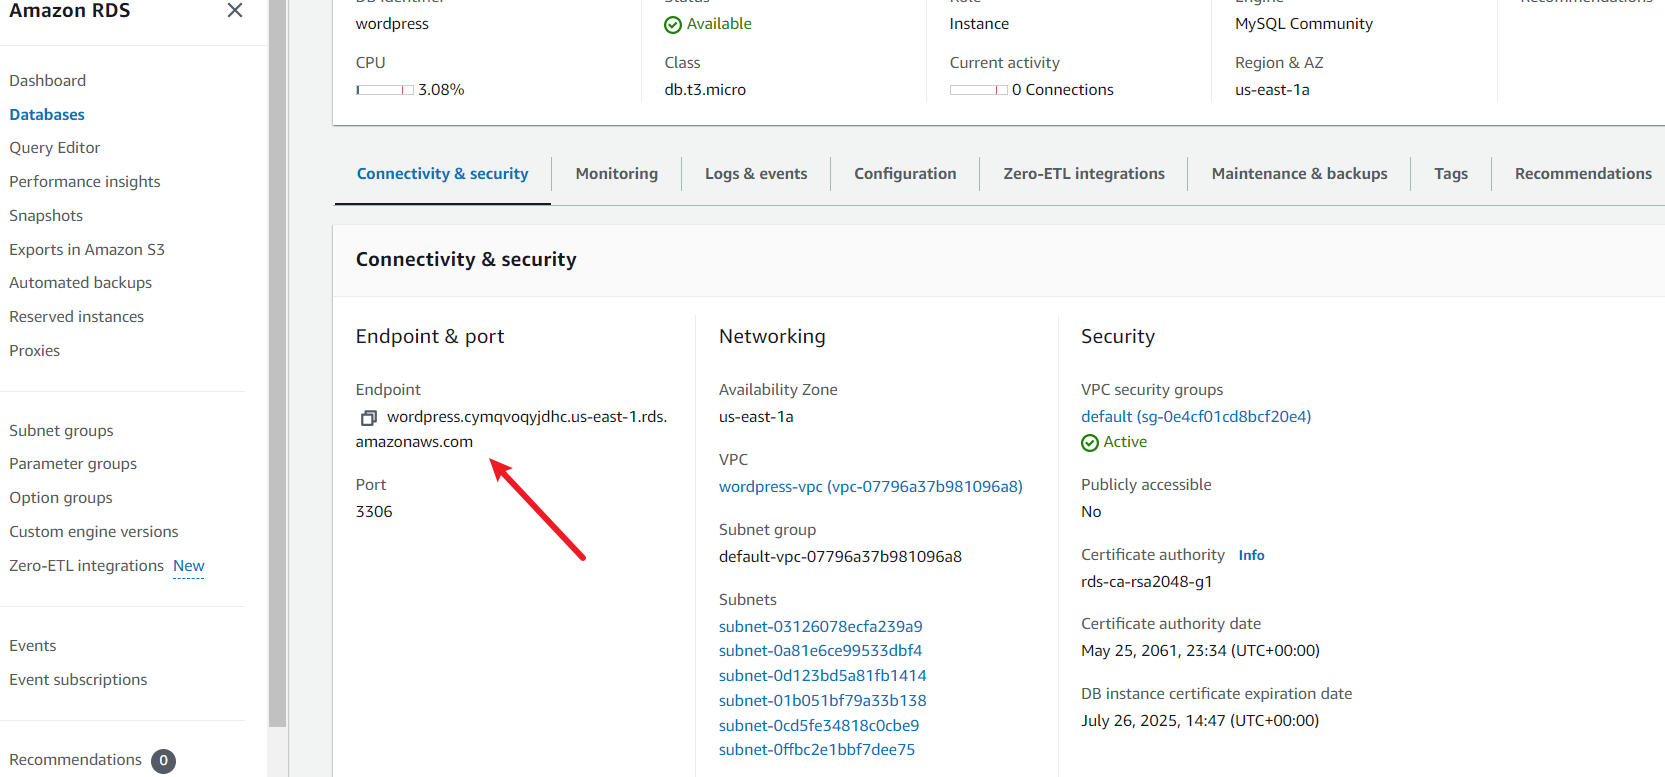 Amazon RDS
Dashboard
Databases
Query Editor
Performance insights
Snapshots
Exports in Amazon S3
Automated backups
Reserved instances
Proxies
Subnet groups
Parameter groups
Option groups
Custom engine versions
Zero-ETL integrations New
Events
Event subscriptions
Recommendations 0
DB identifier
wordpress
Status
Available
Role
Instance
Engine
MySQL Community
Recommendations
CPU
3.08%
Class
db.t3.micro
Current activity
0 Connections
Region & AZ
us-east-1a
Connectivity & security Monitoring Logs & events Configuration Zero-ETL integrations Maintenance & backups Tags Recommendations
Connectivity & security
Endpoint & port
Endpoint
wordpress.cymqvoqyjdhc.us-east-1.rds.
amazonaws.com
Port
3306
Networking
Availability Zone
us-east-1a
VPC
wordpress-vpc (vpc-07796a37b981096a8)
Subnet group
default-vpc-07796a37b981096a8
Subnets
subnet-03126078ecfa239a9
subnet-0a81e6ce99533dbf4
subnet-0d123bd5a81fb1414
subnet-01b051bf79a33b138
subnet-0cd5fe34818c0cbe9
subnet-0ffbc2e1bbf7dee75
Security
VPC security groups
default (sg-0e4cf01cd8bcf20e4)
Active
Publicly accessible
No
Certificate authority Info
rds-ca-rsa2048-g1
Certificate authority date
May 25, 2061, 23:34 (UTC+00:00)
DB instance certificate expiration date
July 26, 2025, 14:47 (UTC+00:00)